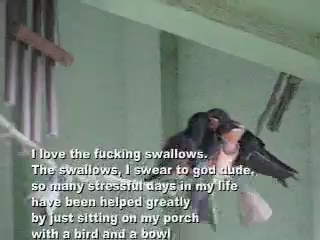 I love the fucking swallows.
The swallows, I swear to god dude,
so many stressful days in my life
have been helped greatly
by just sitting on my porch
with a bird and a bowl